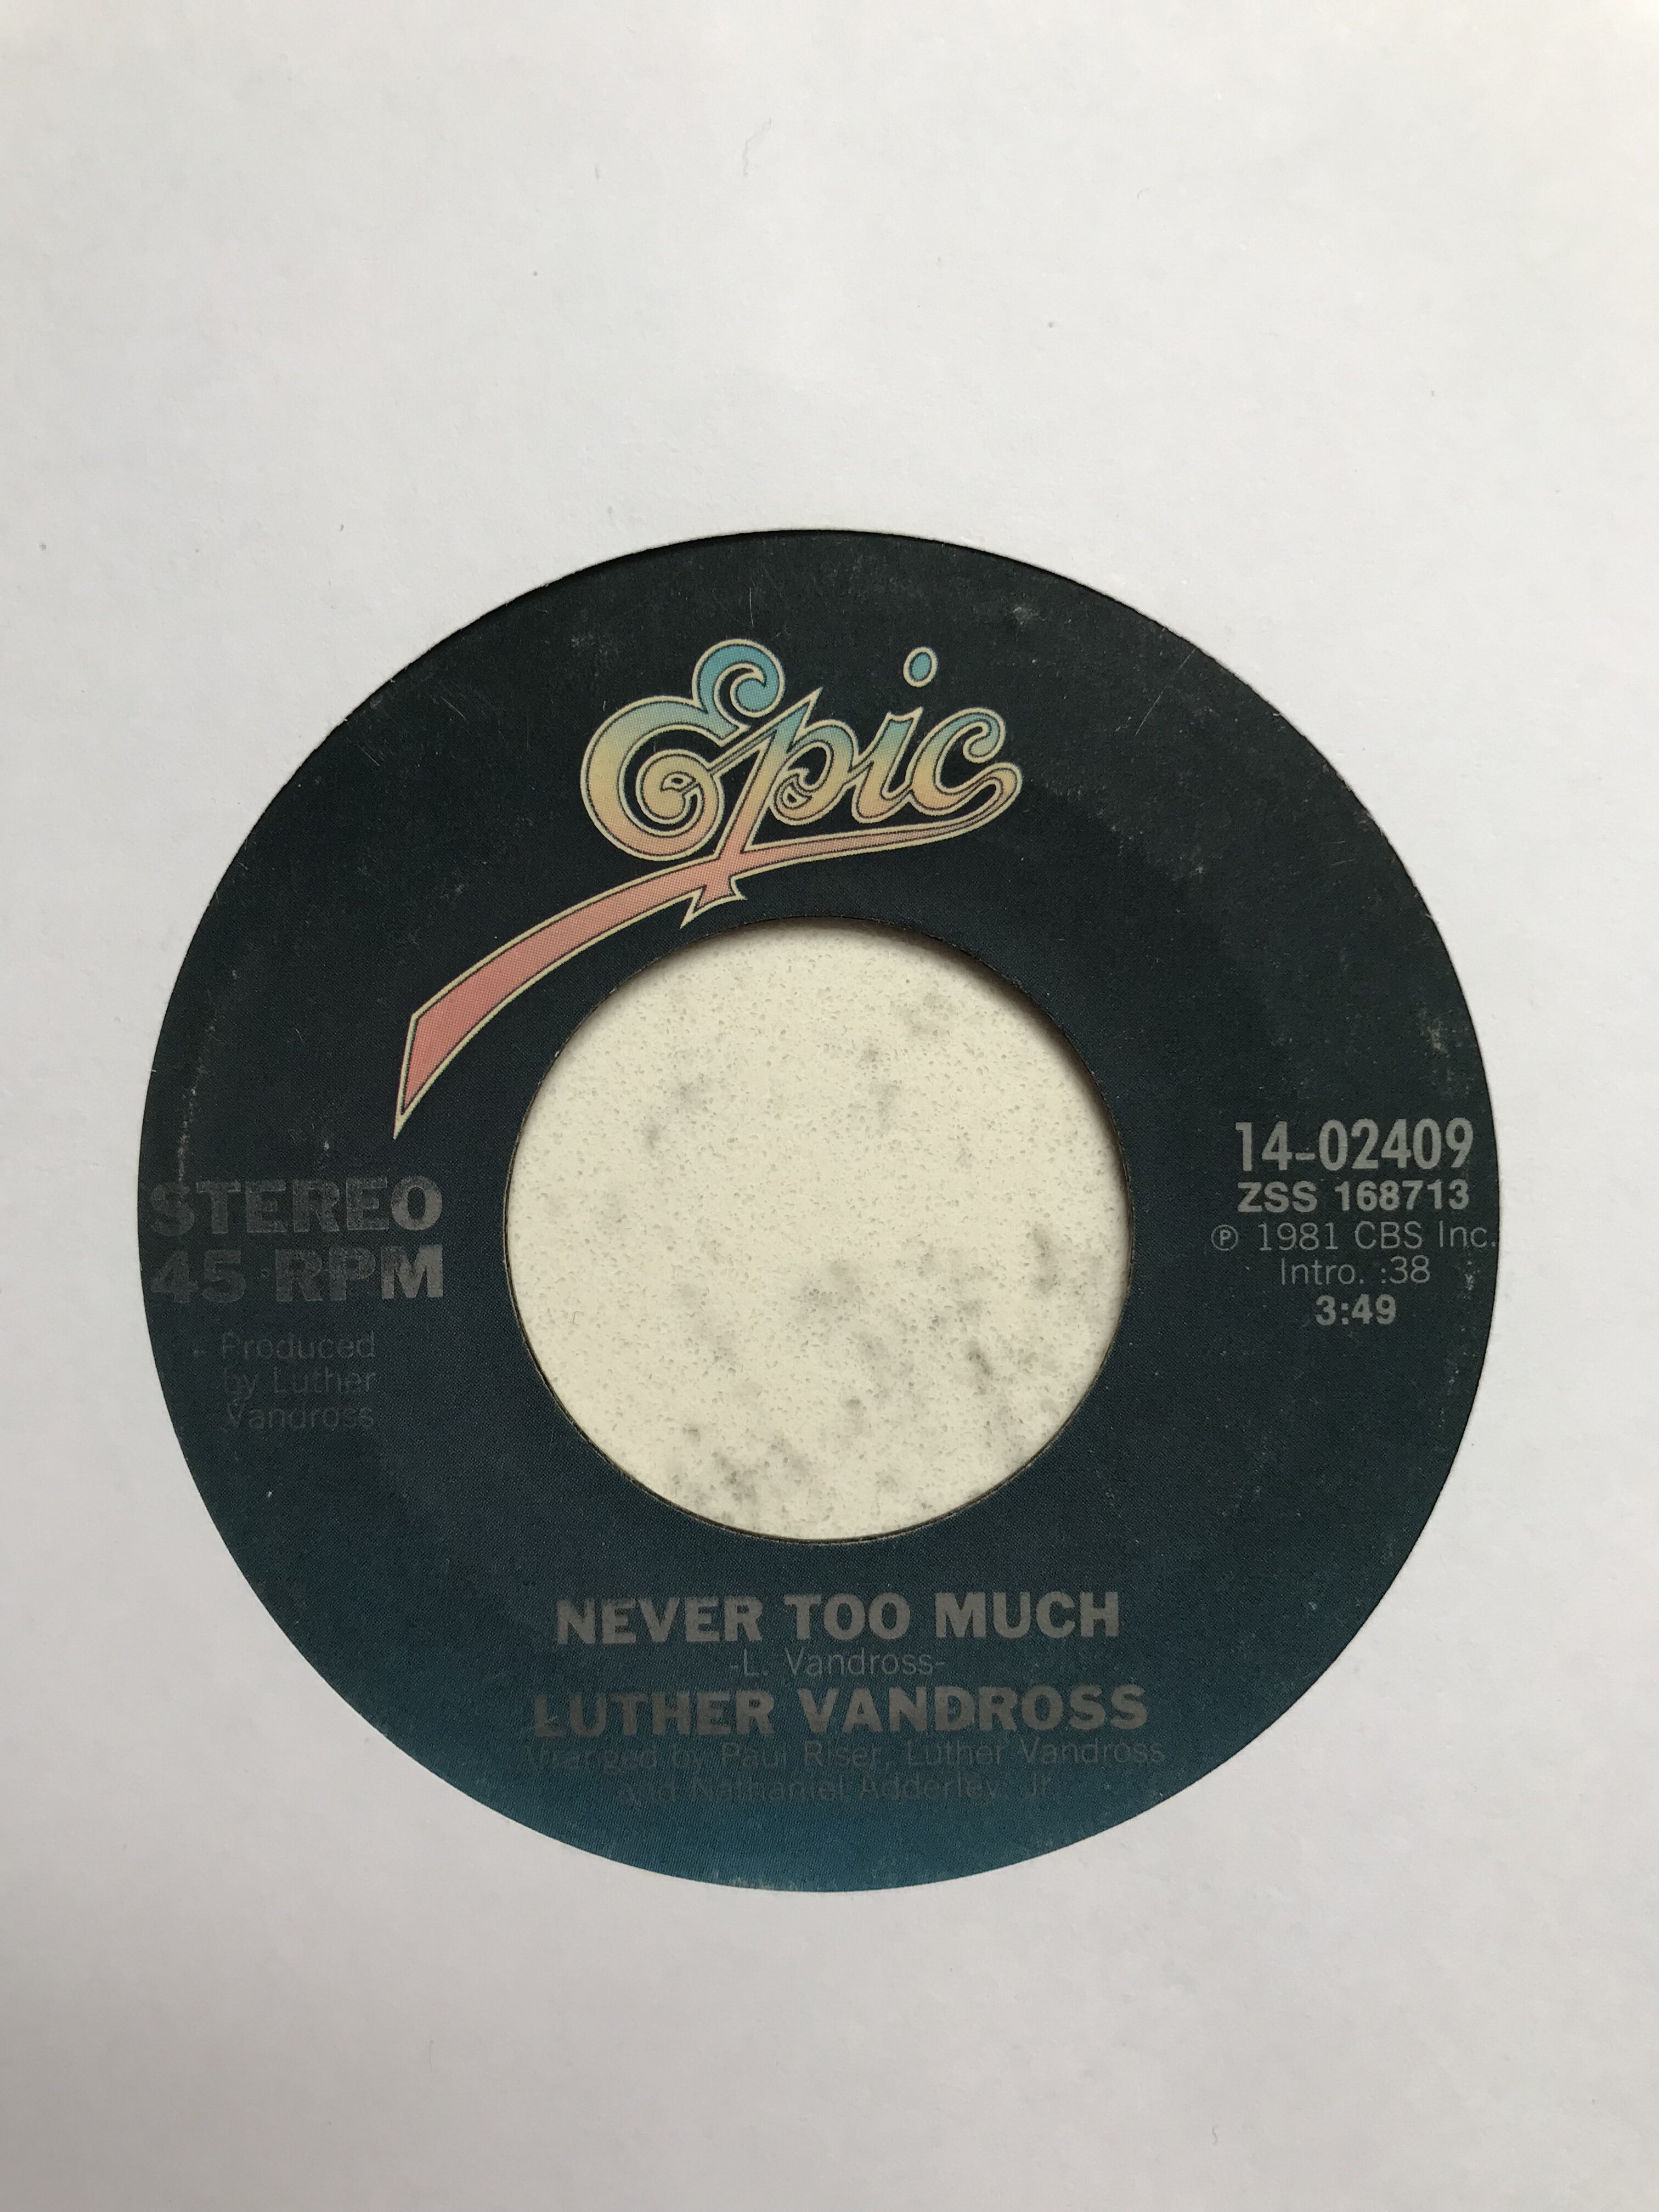 Epic
STEREO
45 RPM
Produced
by Luther
Vandross
14-02409
ZSS 168713
℗ 1981 CBS Inc.
Intro. :38
3:49
NEVER TOO MUCH
-L. Vandross-
LUTHER VANDROSS
Arranged by Paul Riser, Luther Vandross
and Nathaniel Adderley, Jr.